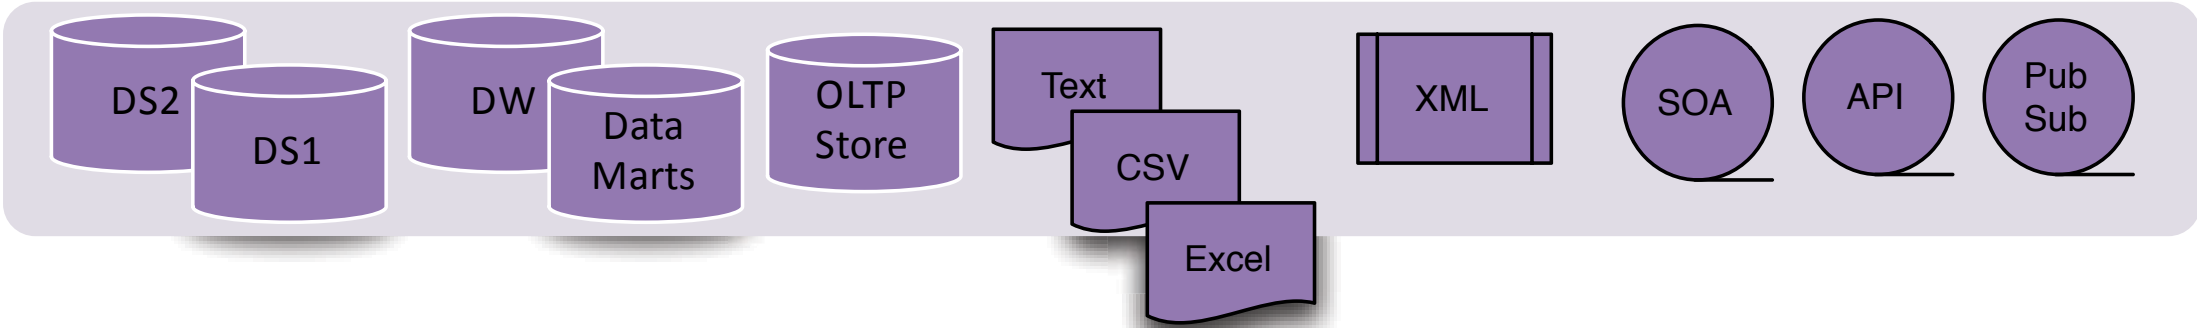 DS2
DS1
DW
Data
Marts
OLTP
Store
Text
CSV
Excel
XML
SOA
API
Pub
Sub